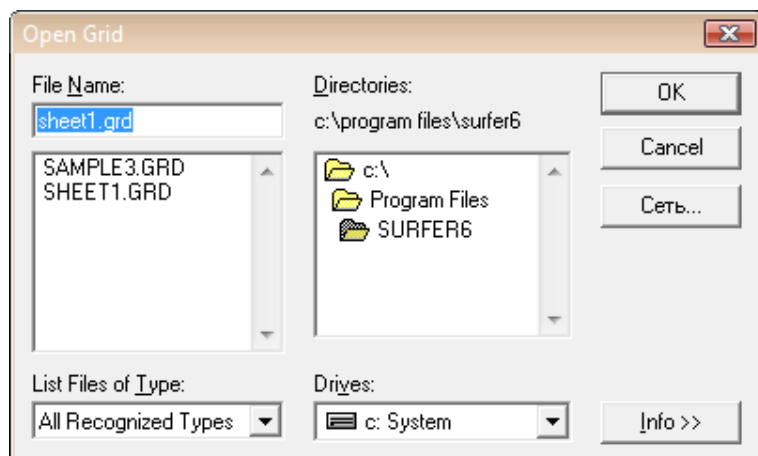 Open Grid
File Name:
sheet1.grd
SAMPLE3.GRD
SHEET1.GRD
List Files of Type:
All Recognized Types
Directories:
c:\program files\surfer6
c:\
Program Files
SURFER6
Drives:
c: System
OK
Cancel
Сеть...
Info >>